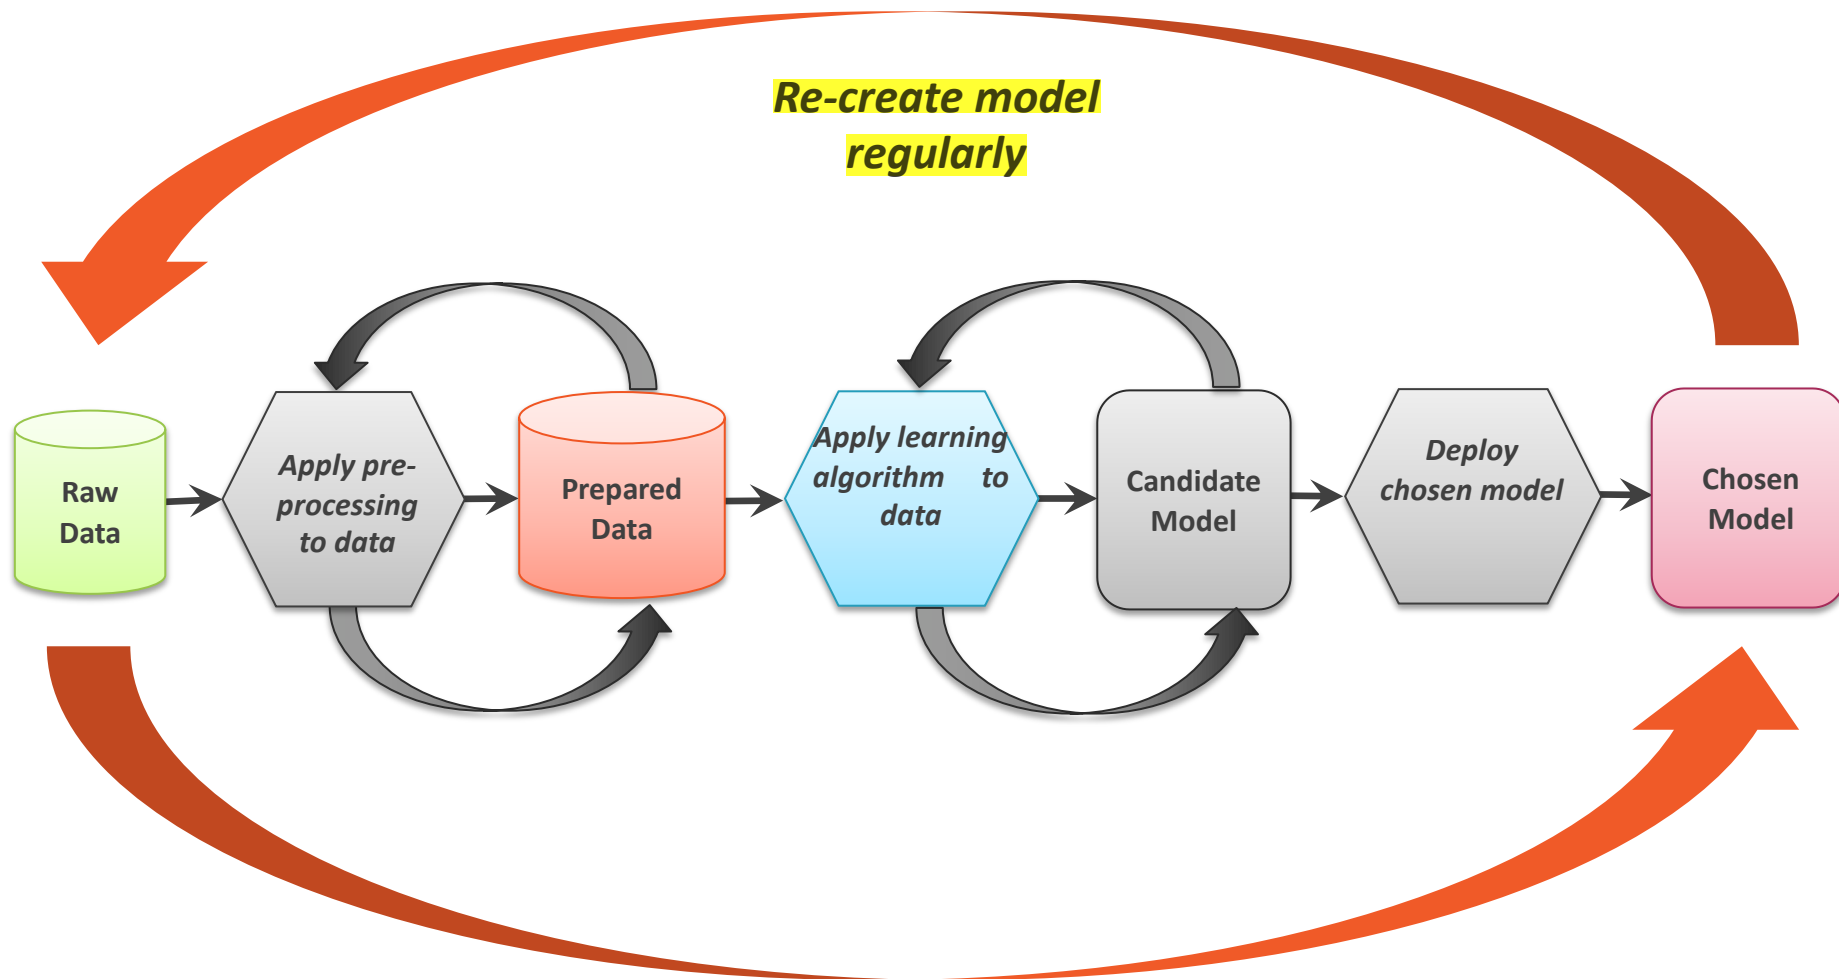 Re-create model
regularly
Raw
Data
Apply pre-
processing
to data
Prepared
Data
Apply learning
algorithm to
data
Candidate
Model
Deploy
chosen model
Chosen
Model